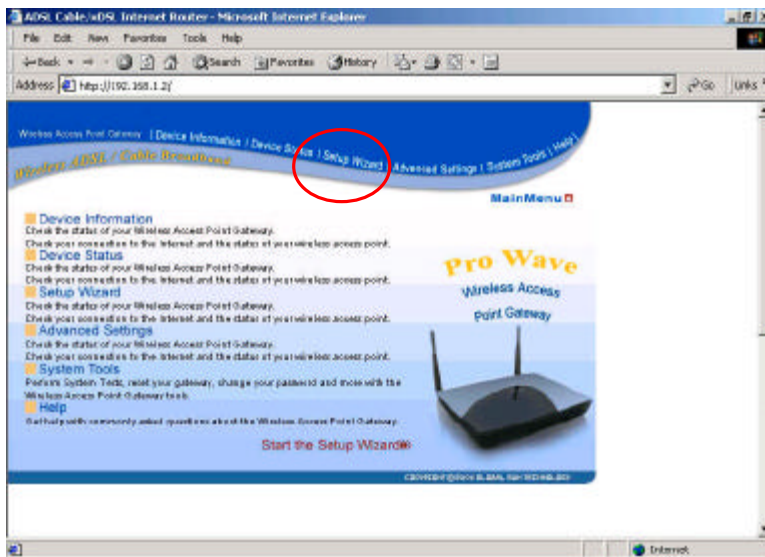 ADSL Cable/xDSL Internet Router - Microsoft Internet Explorer
File Edit View Favorites Tools Help
Back Search Favorites History
Address http://192.168.1.2/ Go Links
Wireless Access Point Gateway | Device Information | Device Status | Setup Wizard | Advanced Settings | System Tools | Help |
Wireless ADSL / Cable Broadband
MainMenu
Device Information
Check the status of your Wireless Access Point Gateway.
Check your connection to the Internet and the status of your wireless access point.
Device Status
Check the status of your Wireless Access Point Gateway.
Check your connection to the Internet and the status of your wireless access point.
Setup Wizard
Check the status of your Wireless Access Point Gateway.
Check your connection to the Internet and the status of your wireless access point.
Advanced Settings
Check the status of your Wireless Access Point Gateway.
Check your connection to the Internet and the status of your wireless access point.
System Tools
Perform System Tests, reset your gateway, change your password and more with the
Wireless Access Point Gateway tools.
Help
Get help with commonly asked questions about the Wireless Access Point Gateway.
Start the Setup Wizard
Pro Wave
Wireless Access
Point Gateway
Internet